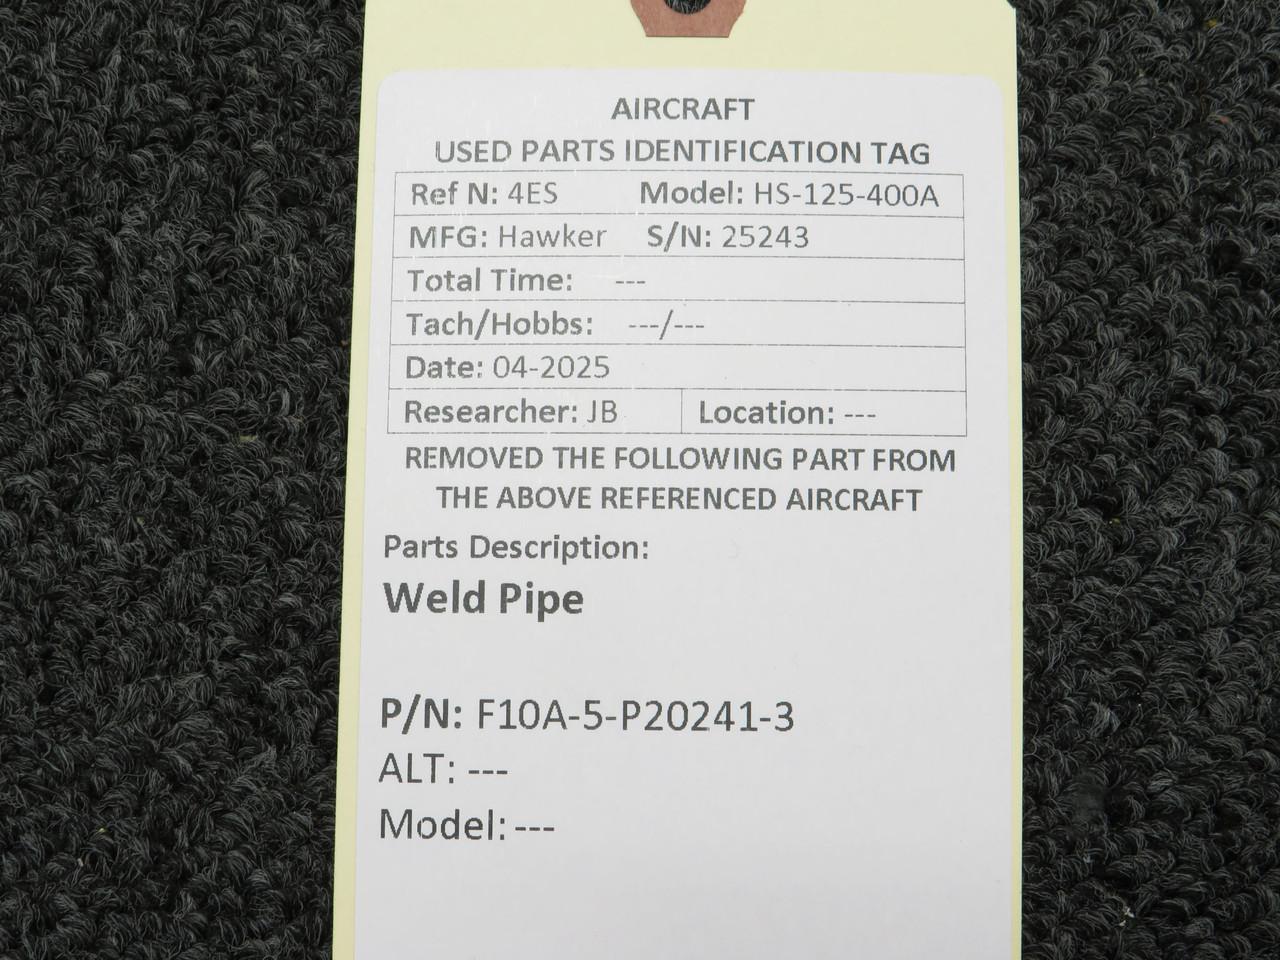 AIRCRAFT
USED PARTS IDENTIFICATION TAG
Ref N: 4ES Model: HS-125-400A
MFG: Hawker S/N: 25243
Total Time: ---
Tach/Hobbs: ---/---
Date: 04-2025
Researcher: JB Location: ---
REMOVED THE FOLLOWING PART FROM
THE ABOVE REFERENCED AIRCRAFT
Parts Description:
Weld Pipe
P/N: F10A-5-P20241-3
ALT: ---
Model: ---